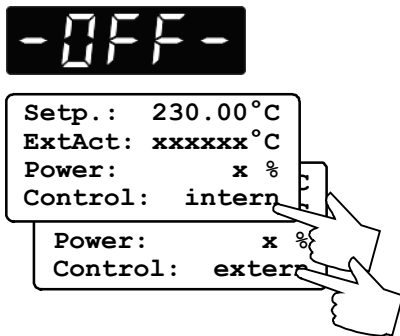 -OFF-
Setp.: 230.00°C
ExtAct: xxxxxx°C
Power: x %
Control: intern
Power: x %
Control: extern